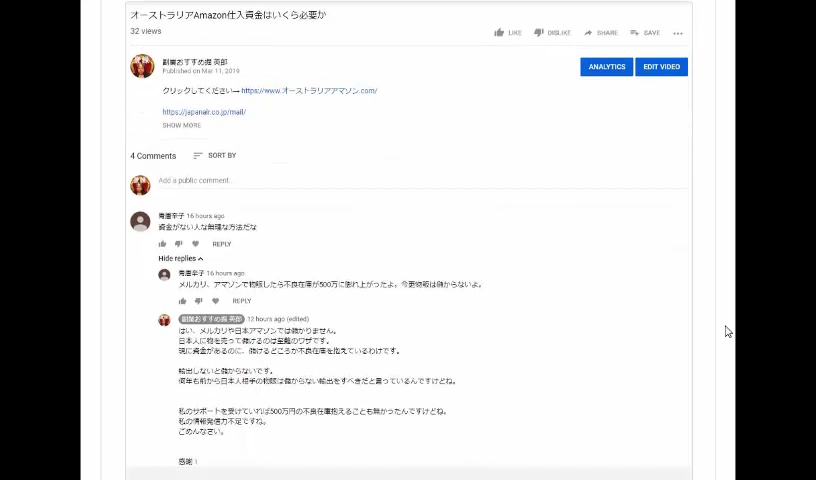 オーストラリアAmazon仕入資金はいくら必要か
32 views
LIKE DISLIKE SHARE SAVE ...
副業おすすめ堀 英郎
Published on Mar 11, 2019
ANALYTICS EDIT VIDEO
クリックしてください→ https://www.オーストラリアアマゾン.com/
https://japanair.co.jp/mail/
SHOW MORE
4 Comments SORT BY
Add a public comment...
青唐辛子 16 hours ago
資金がない人な無理な方法だな
REPLY
Hide replies
青唐辛子 16 hours ago
メルカリ、アマゾンで物販したら不良在庫が500万に膨れ上がったよ。今更物販は儲からないよ。
REPLY
副業おすすめ堀 英郎 12 hours ago (edited)
はい、メルカリや日本アマゾンでは儲かりません。
日本人に物を売って儲けるのは至難のワザです。
現に資金があるのに、儲けるどころか不良在庫を抱えているわけです。
輸出しないと儲からないです。
何年も前から日本人相手の物販は儲からない輸出をすべきだと言っているんですけどね。
私のサポートを受けていれば500万円の不良在庫抱えることも無かったんですけどね。
私の情報発信力不足ですね。
ごめんなさい。
感謝！